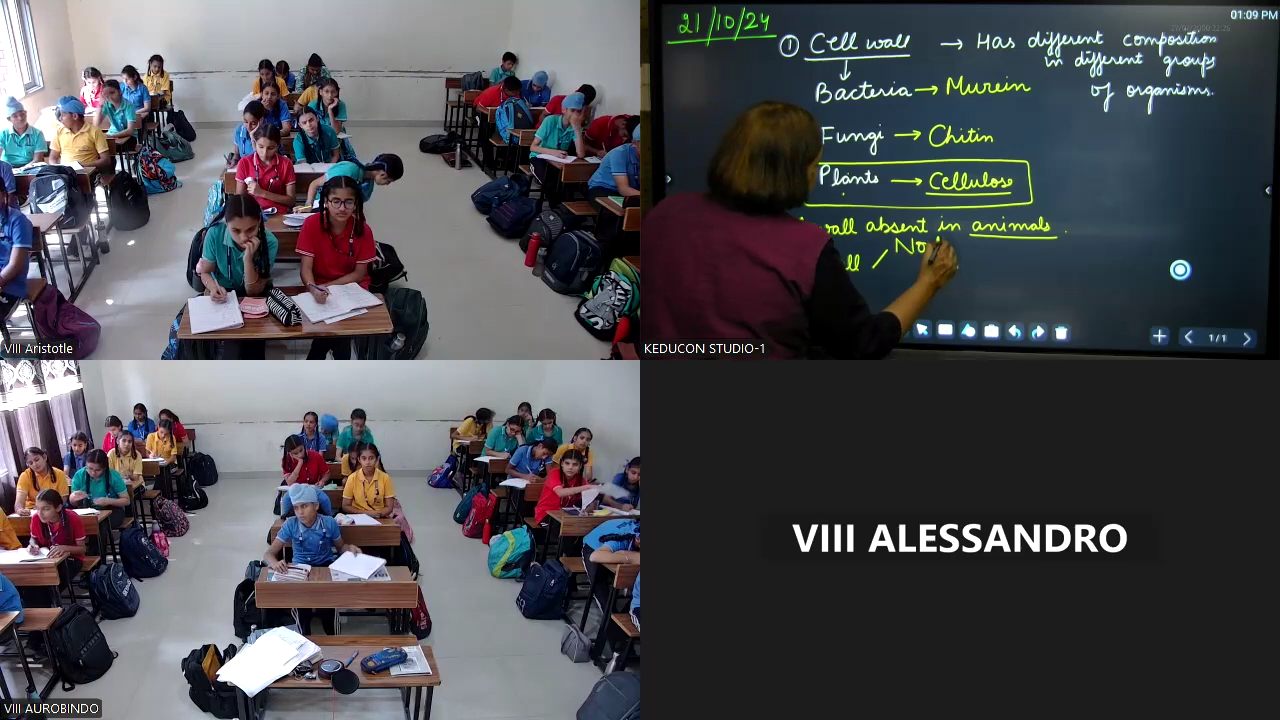 01:09 PM
21/10/24
① Cell wall → Has different composition
in different groups
of organisms.
Bacteria → Murein
Fungi → Chitin
Plants → Cellulose
wall absent in animals.
No
1/1
VIII Aristotle
KEDUCON STUDIO-1
VIII ALESSANDRO
VIII AUROBINDO